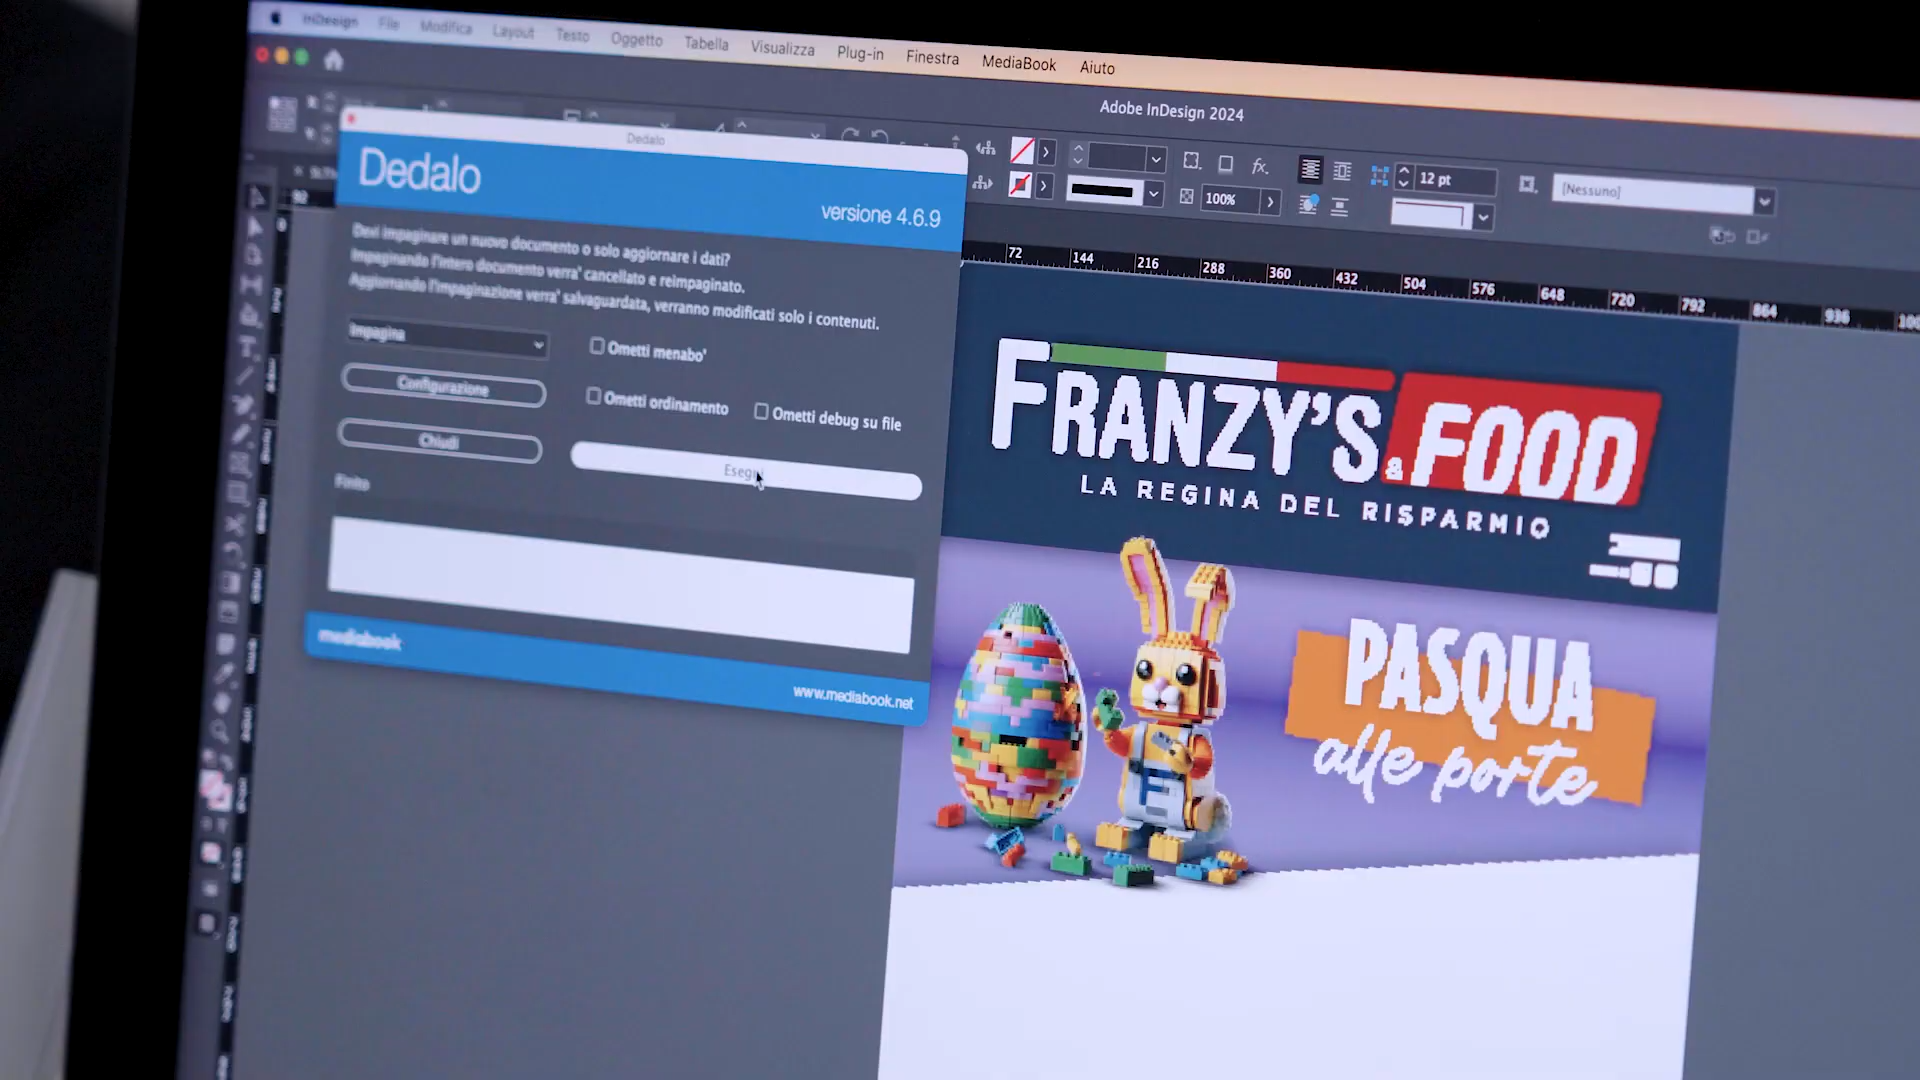 InDesign File Modifica Layout Testo Oggetto Tabella Visualizza Plug-in Finestra MediaBook Aiuto
Adobe InDesign 2024
Dedalo
Dedalo
versione 4.6.9
Devi impaginare un nuovo documento o solo aggiornare i dati?
Impaginando l'intero documento verra' cancellato e reimpaginato.
Aggiornando l'impaginazione verra' salvaguardata, verranno modificati solo i contenuti.
Impagina
Ometti menabo'
Configurazione
Ometti ordinamento
Ometti debug su file
Chiudi
Finito
mediabook
www.mediabook.net
fx.
12 pt
100%
[Nessuno]
72 144 216 288 360 432 504 576 648 720 792 864 936
FRANZY'S & FOOD
LA REGINA DEL RISPARMIO
PASQUA
alle porte
F